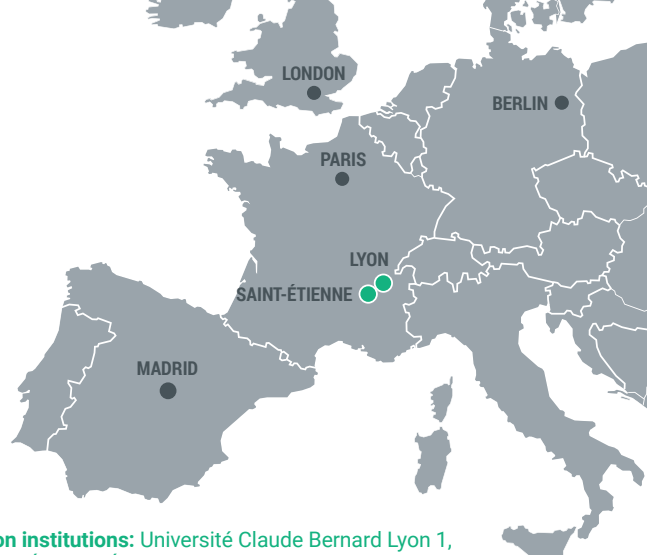 LONDON
BERLIN
PARIS
LYON
SAINT-ÉTIENNE
MADRID
on institutions: Université Claude Bernard Lyon 1,